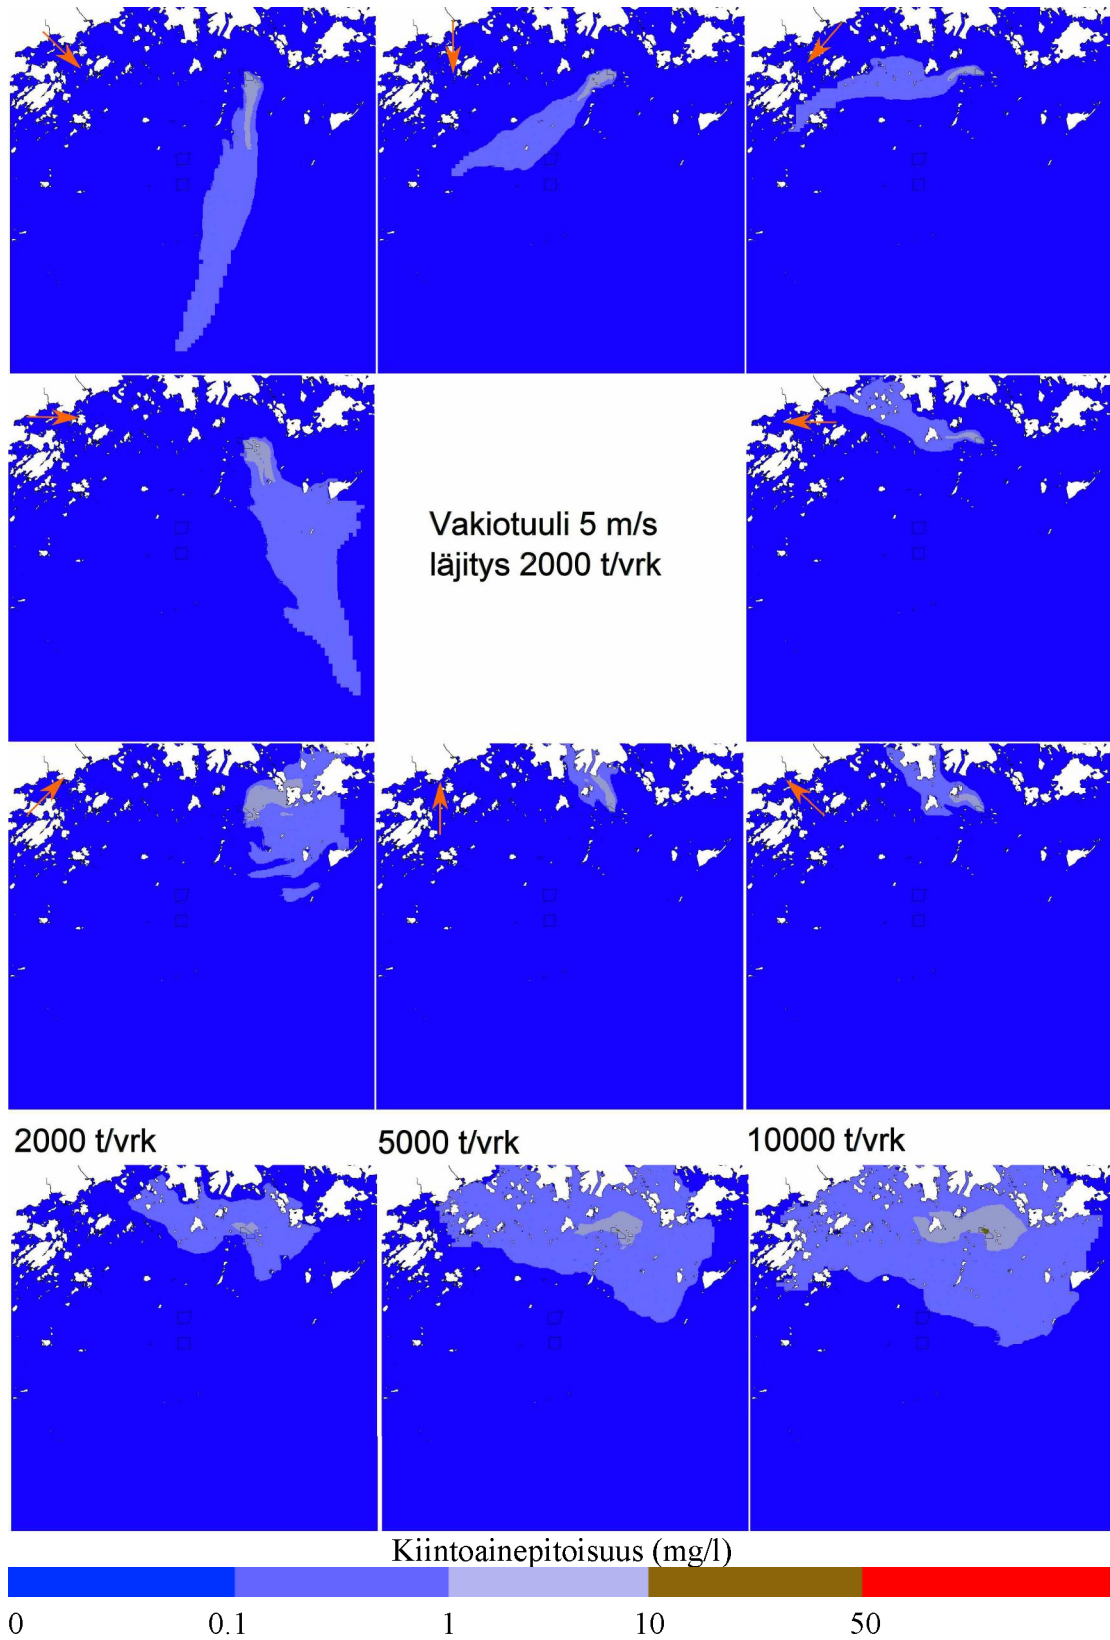 Vakiotuuli 5 m/s
läjitys 2000 t/vrk
2000 t/vrk
5000 t/vrk
10000 t/vrk
Kiintoainepitoisuus (mg/l)
0 0.1 1 10 50